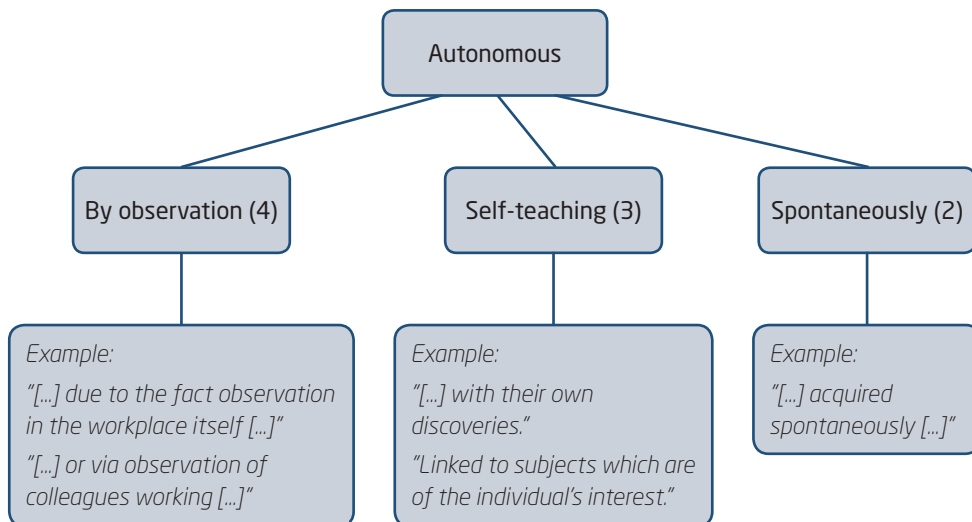 Autonomous
By observation (4)
Self-teaching (3)
Spontaneously (2)
Example:
"[...] due to the fact observation
in the workplace itself [...]"
"[...] or via observation of
colleagues working [...]"
Example:
"[...] with their own
discoveries."
"Linked to subjects which are
of the individual's interest."
Example:
"[...] acquired
spontaneously [...]"